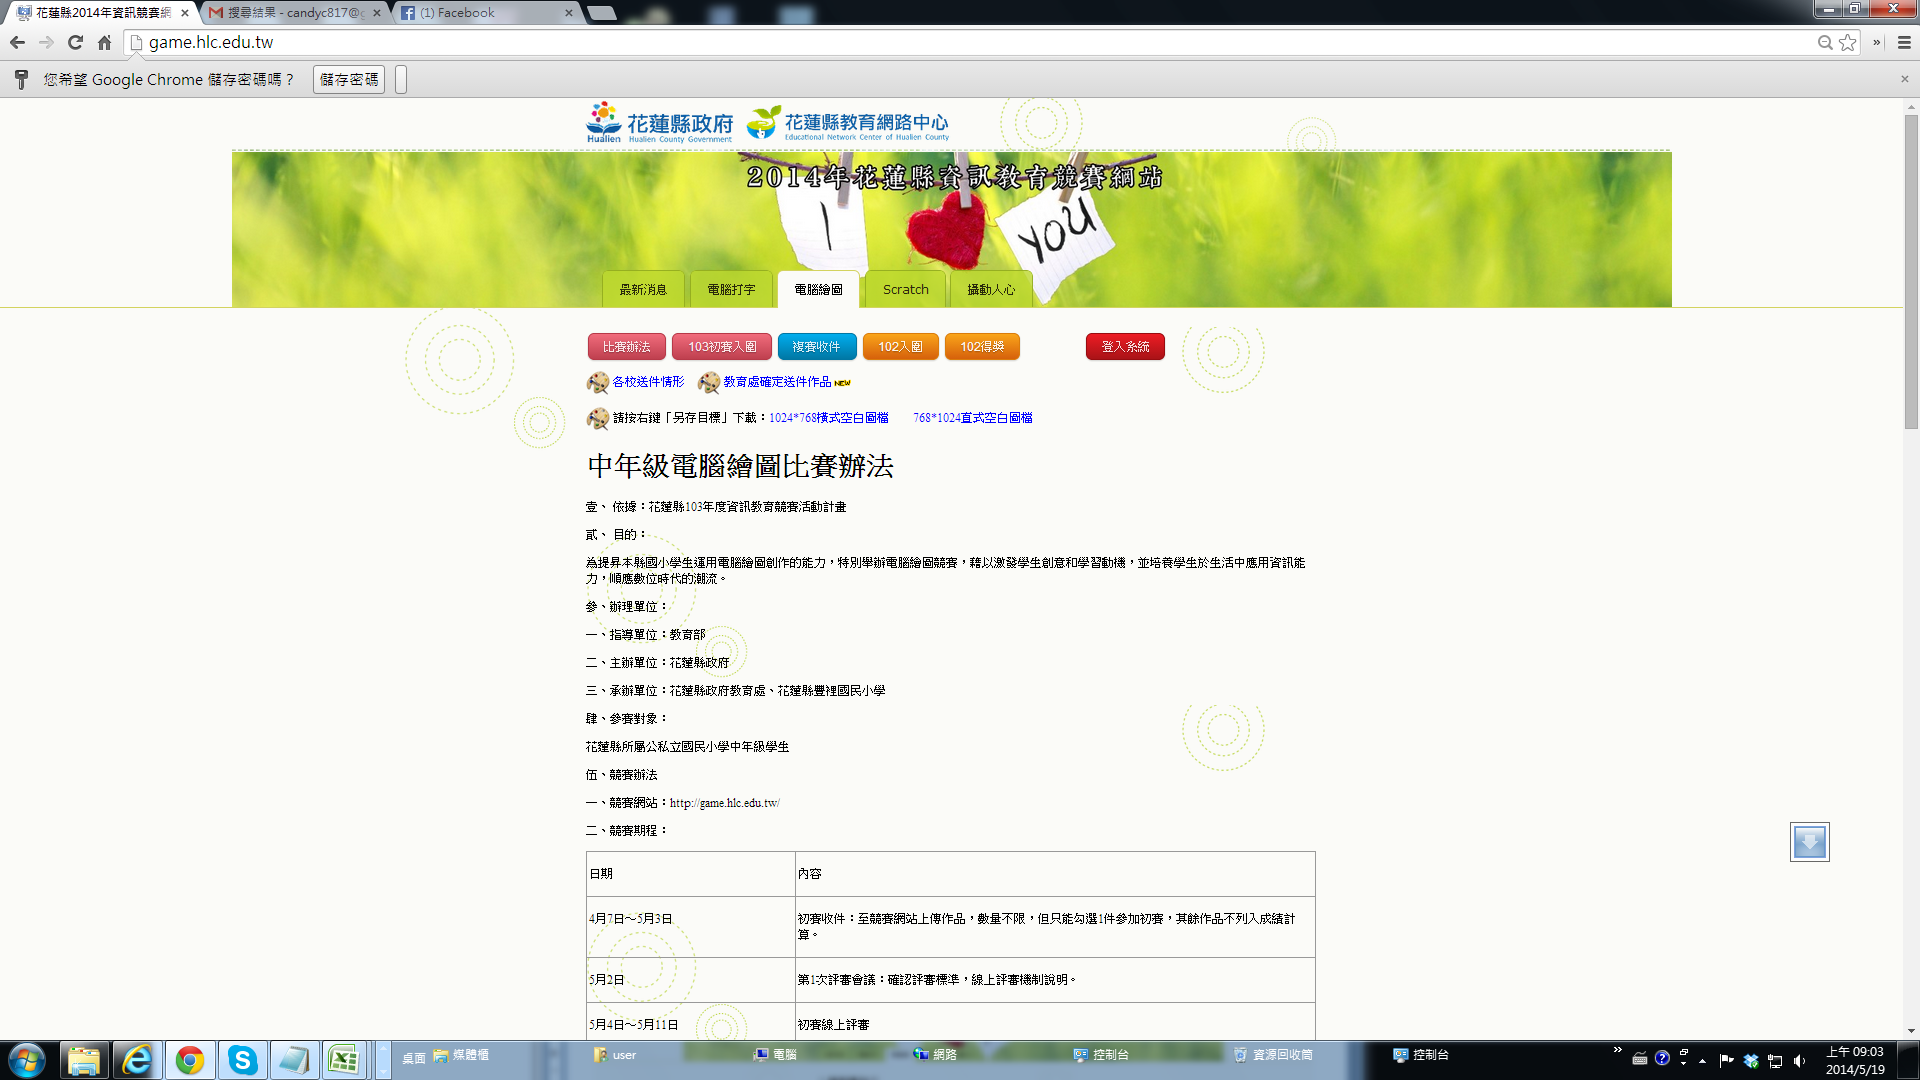 花蓮縣2014年資訊競賽網
搜尋結果 - candyc817@g
(1) Facebook
game.hlc.edu.tw
您希望 Google Chrome 儲存密碼嗎？ 儲存密碼
花蓮縣政府 花蓮縣教育網路中心
Hualien Hualien County Government Educational Network Center of Hualien County
2014年花蓮縣資訊教育競賽網站
I YOU
最新消息 電腦打字 電腦繪圖 Scratch 攝動人心
比賽辦法 103初賽入圍 複賽收件 102入圍 102得獎 登入系統
各校送件情形 教育處確定送件作品 NEW
請按右鍵「另存目標」下載：1024*768橫式空白圖檔 768*1024直式空白圖檔
中年級電腦繪圖比賽辦法
壹、 依據：花蓮縣103年度資訊教育競賽活動計畫
貳、 目的：
為提昇本縣國小學生運用電腦繪圖創作的能力，特別舉辦電腦繪圖競賽，藉以激發學生創意和學習動機，並培養學生於生活中應用資訊能
力，順應數位時代的潮流。
參、辦理單位：
一、指導單位：教育部
二、主辦單位：花蓮縣政府
三、承辦單位：花蓮縣政府教育處、花蓮縣豐裡國民小學
肆、參賽對象：
花蓮縣所屬公私立國民小學中年級學生
伍、競賽辦法
一、競賽網站：http://game.hlc.edu.tw/
二、競賽期程：
日期 內容
4月7日～5月3日 初賽收件：至競賽網站上傳作品，數量不限，但只能勾選1件參加初賽，其餘作品不列入成績計
算。
5月2日 第1次評審會議：確認評審標準，線上評審機制說明。
5月4日～5月11日 初賽線上評審
桌面 媒體櫃 user 電腦 網路 控制台 資源回收筒 控制台
上午 09:03
2014/5/19